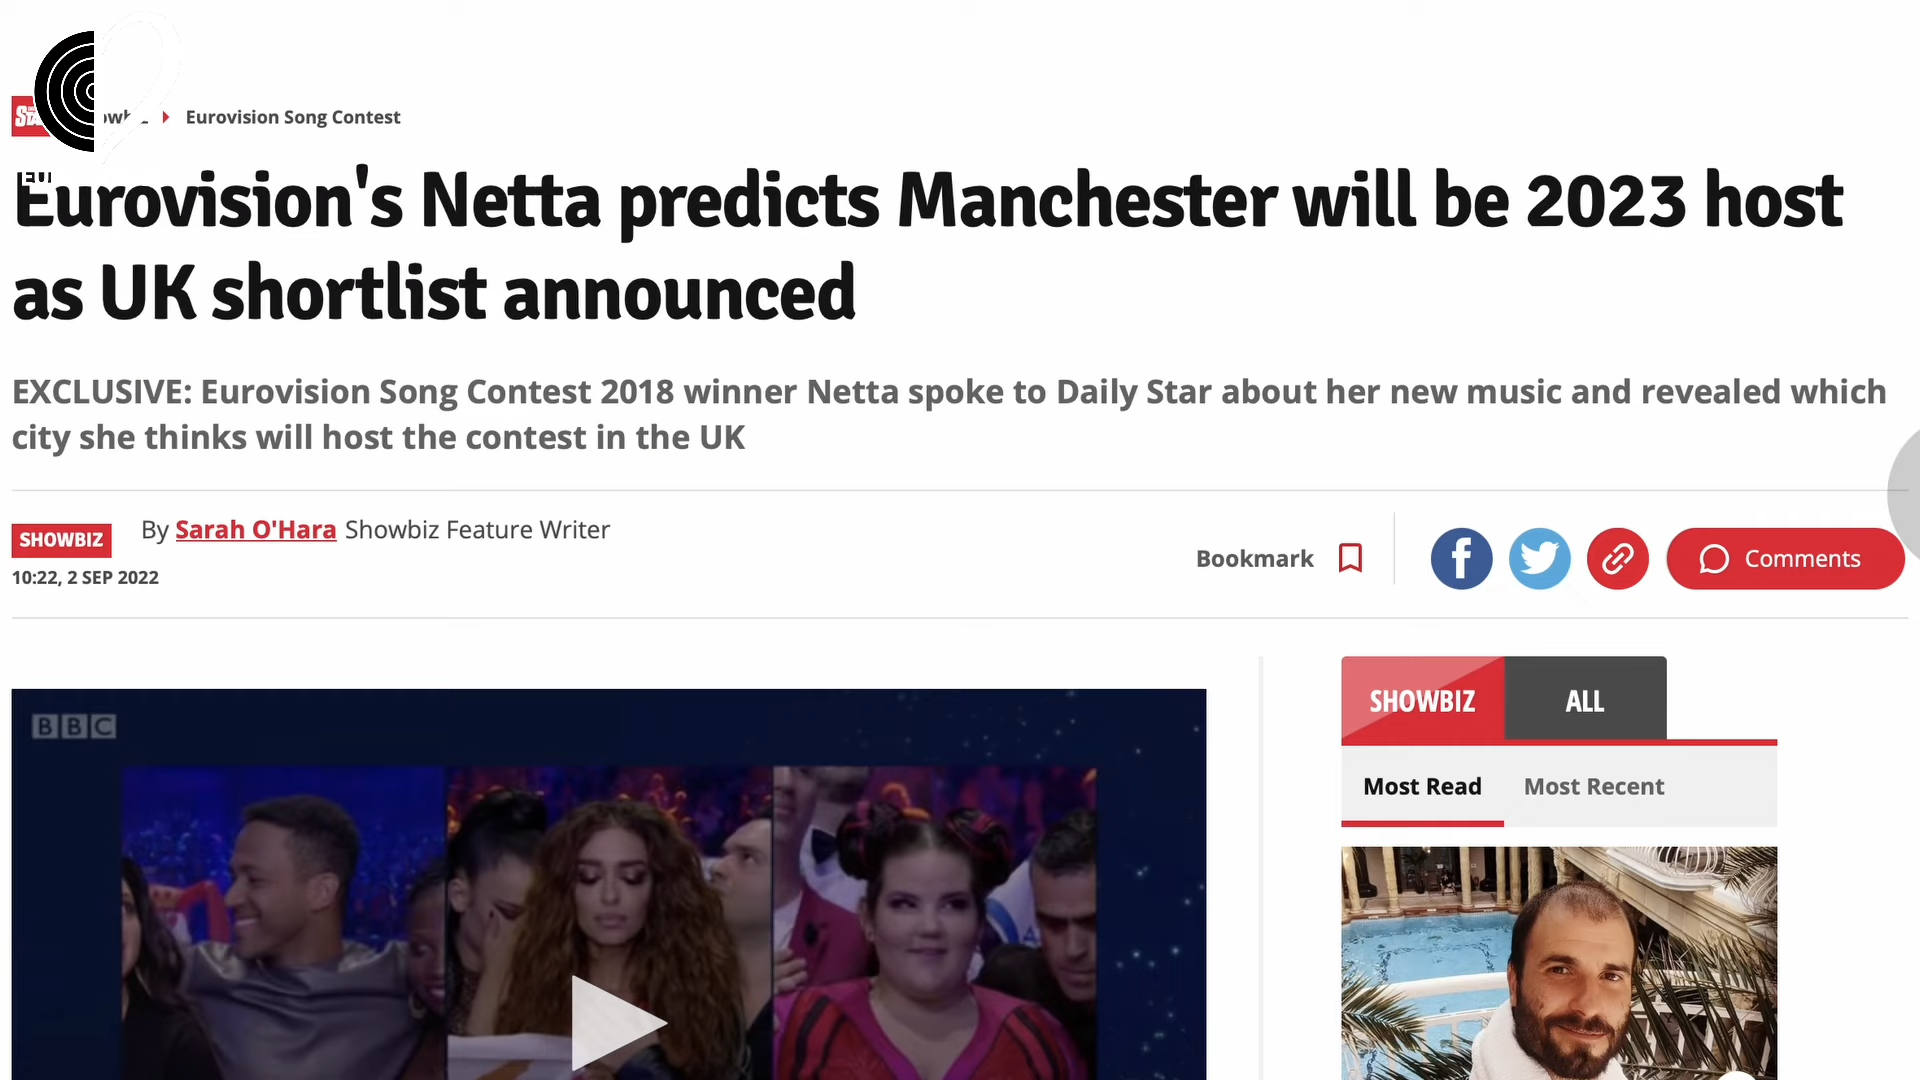 Eurovision Song Contest
Eurovision's Netta predicts Manchester will be 2023 host
as UK shortlist announced
EXCLUSIVE: Eurovision Song Contest 2018 winner Netta spoke to Daily Star about her new music and revealed which
city she thinks will host the contest in the UK
SHOWBIZ
By Sarah O'Hara Showbiz Feature Writer
10:22, 2 SEP 2022
Bookmark
Comments
SHOWBIZ ALL
Most Read Most Recent
BBC